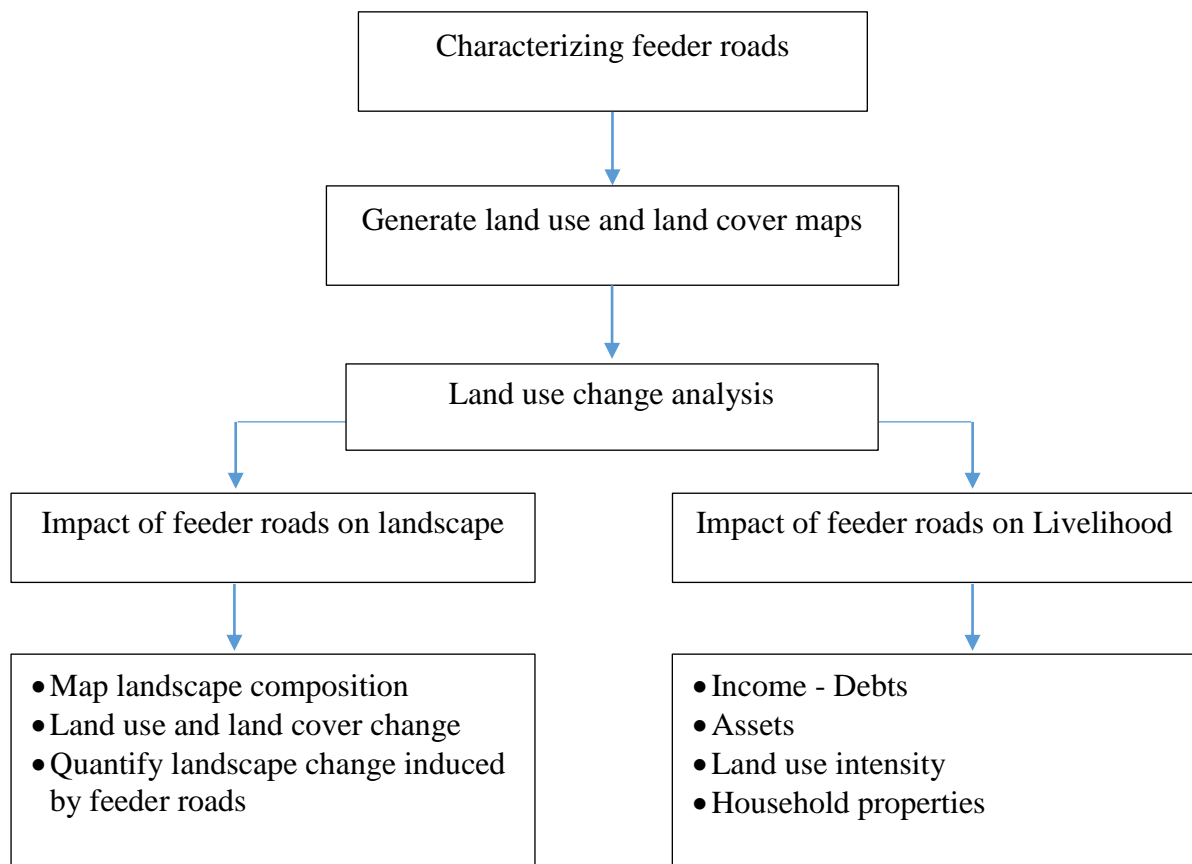 Characterizing feeder roads
Generate land use and land cover maps
Land use change analysis
Impact of feeder roads on landscape
Impact of feeder roads on Livelihood
•Map landscape composition
•Land use and land cover change
•Quantify landscape change induced
by feeder roads
•Income - Debts
•Assets
•Land use intensity
•Household properties